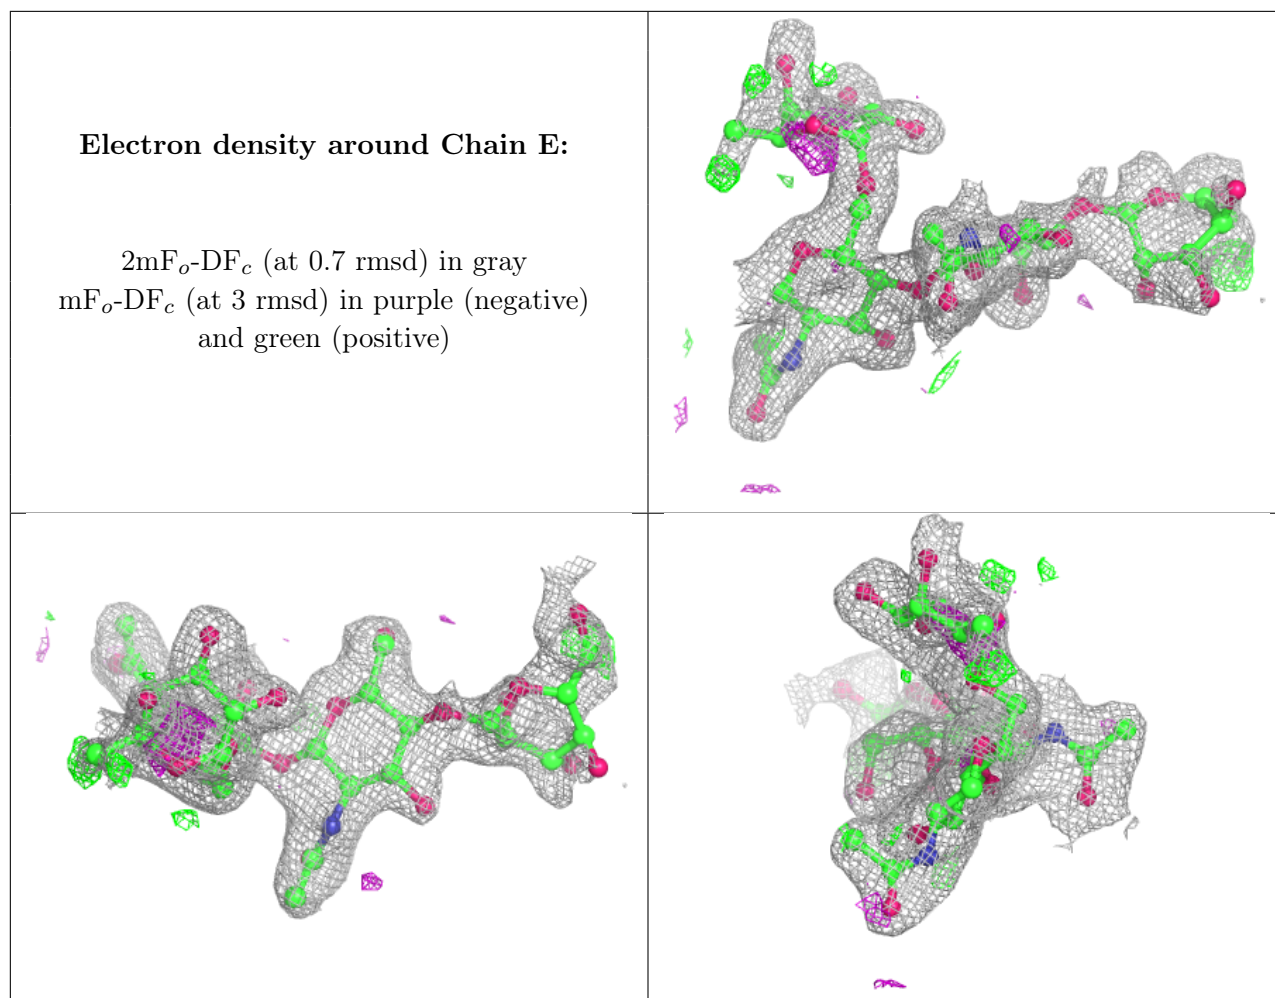 Electron density around Chain E:
2mFo-DFc (at 0.7 rmsd) in gray
mFo-DFc (at 3 rmsd) in purple (negative)
and green (positive)